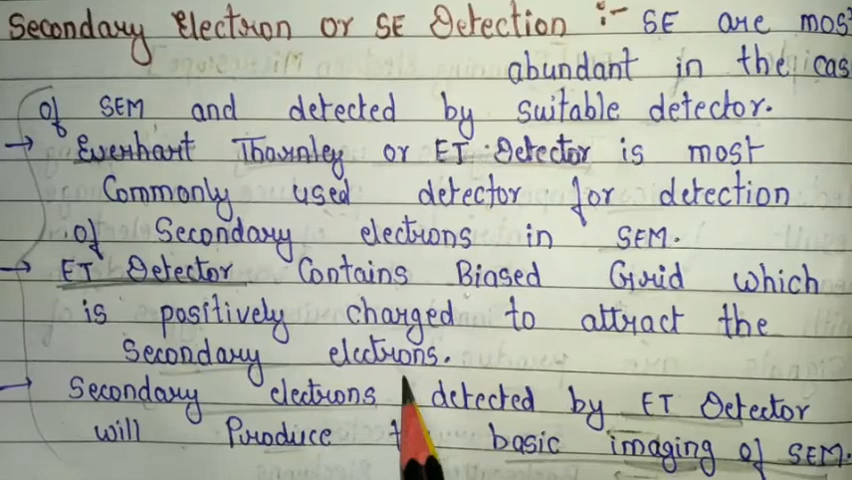 Secondary Electron or SE Detection :- SE are most
abundant in the cas
of SEM and detected by suitable detector.
→ Everhart Thornley or ET Detector is most
Commonly used detector for detection
of Secondary electrons in SEM.
→ ET Detector Contains Biased Grid which
is positively charged to attract the
Secondary electrons.
→ Secondary electrons detected by ET Detector
will Produce basic imaging of SEM.